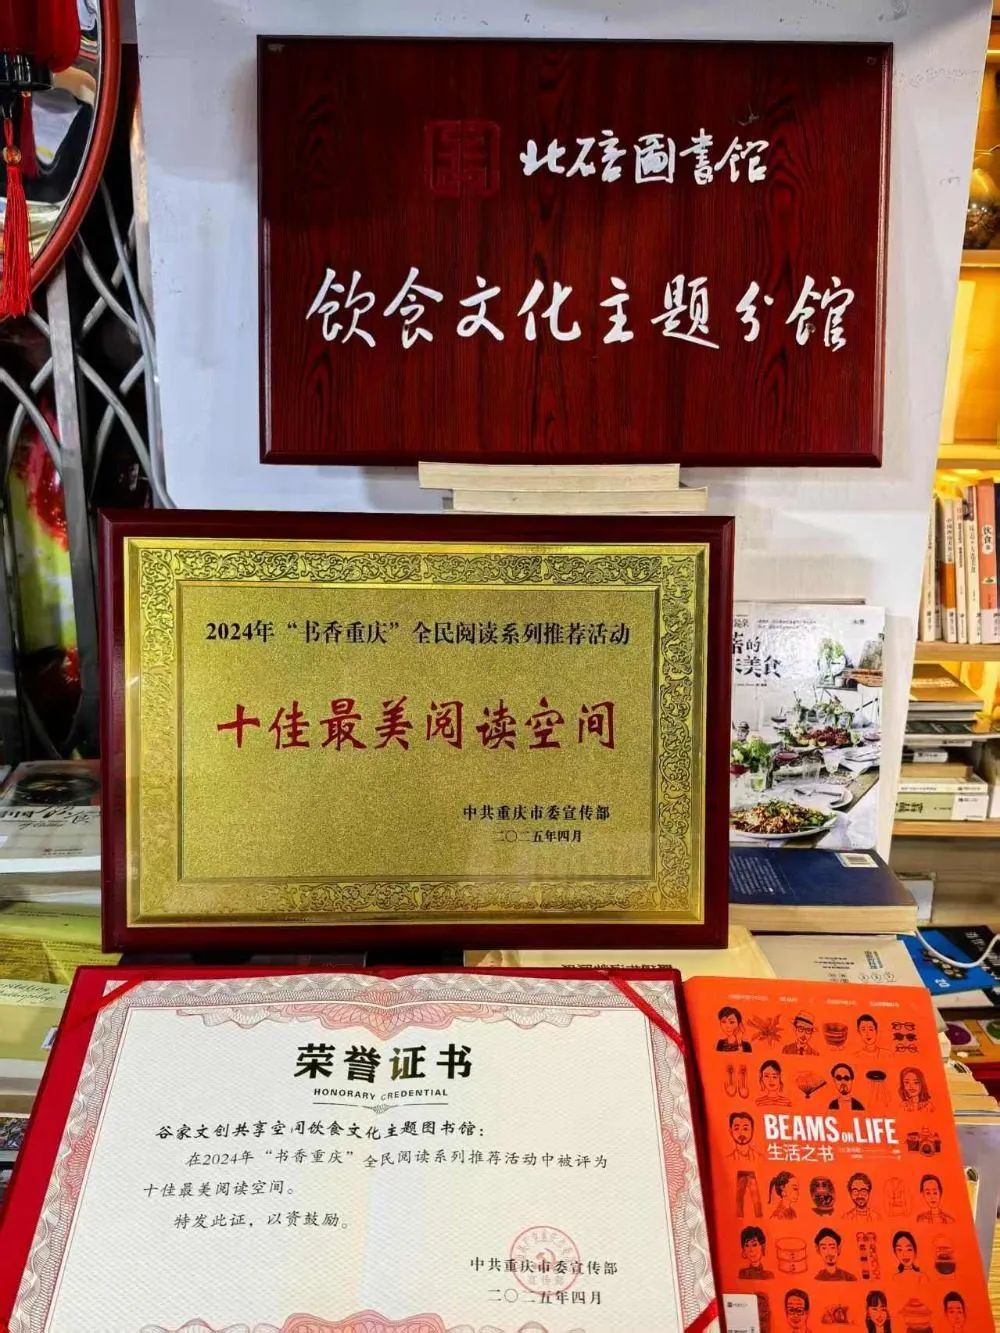 北碚圖書館
饮食文化主题分馆
2024年“书香重庆”全民阅读系列推荐活动
十佳最美阅读空间
中共重庆市委宣传部
二〇二五年四月
美食
荣誉证书
HONORARY CREDENTIAL
谷家文创共享空间饮食文化主题图书馆：
在2024年“书香重庆”全民阅读系列推荐活动中被评为
十佳最美阅读空间。
特发此证，以资鼓励。
中共重庆市委宣传部
二〇二五年四月
BEAMS ON LIFE
生活之书